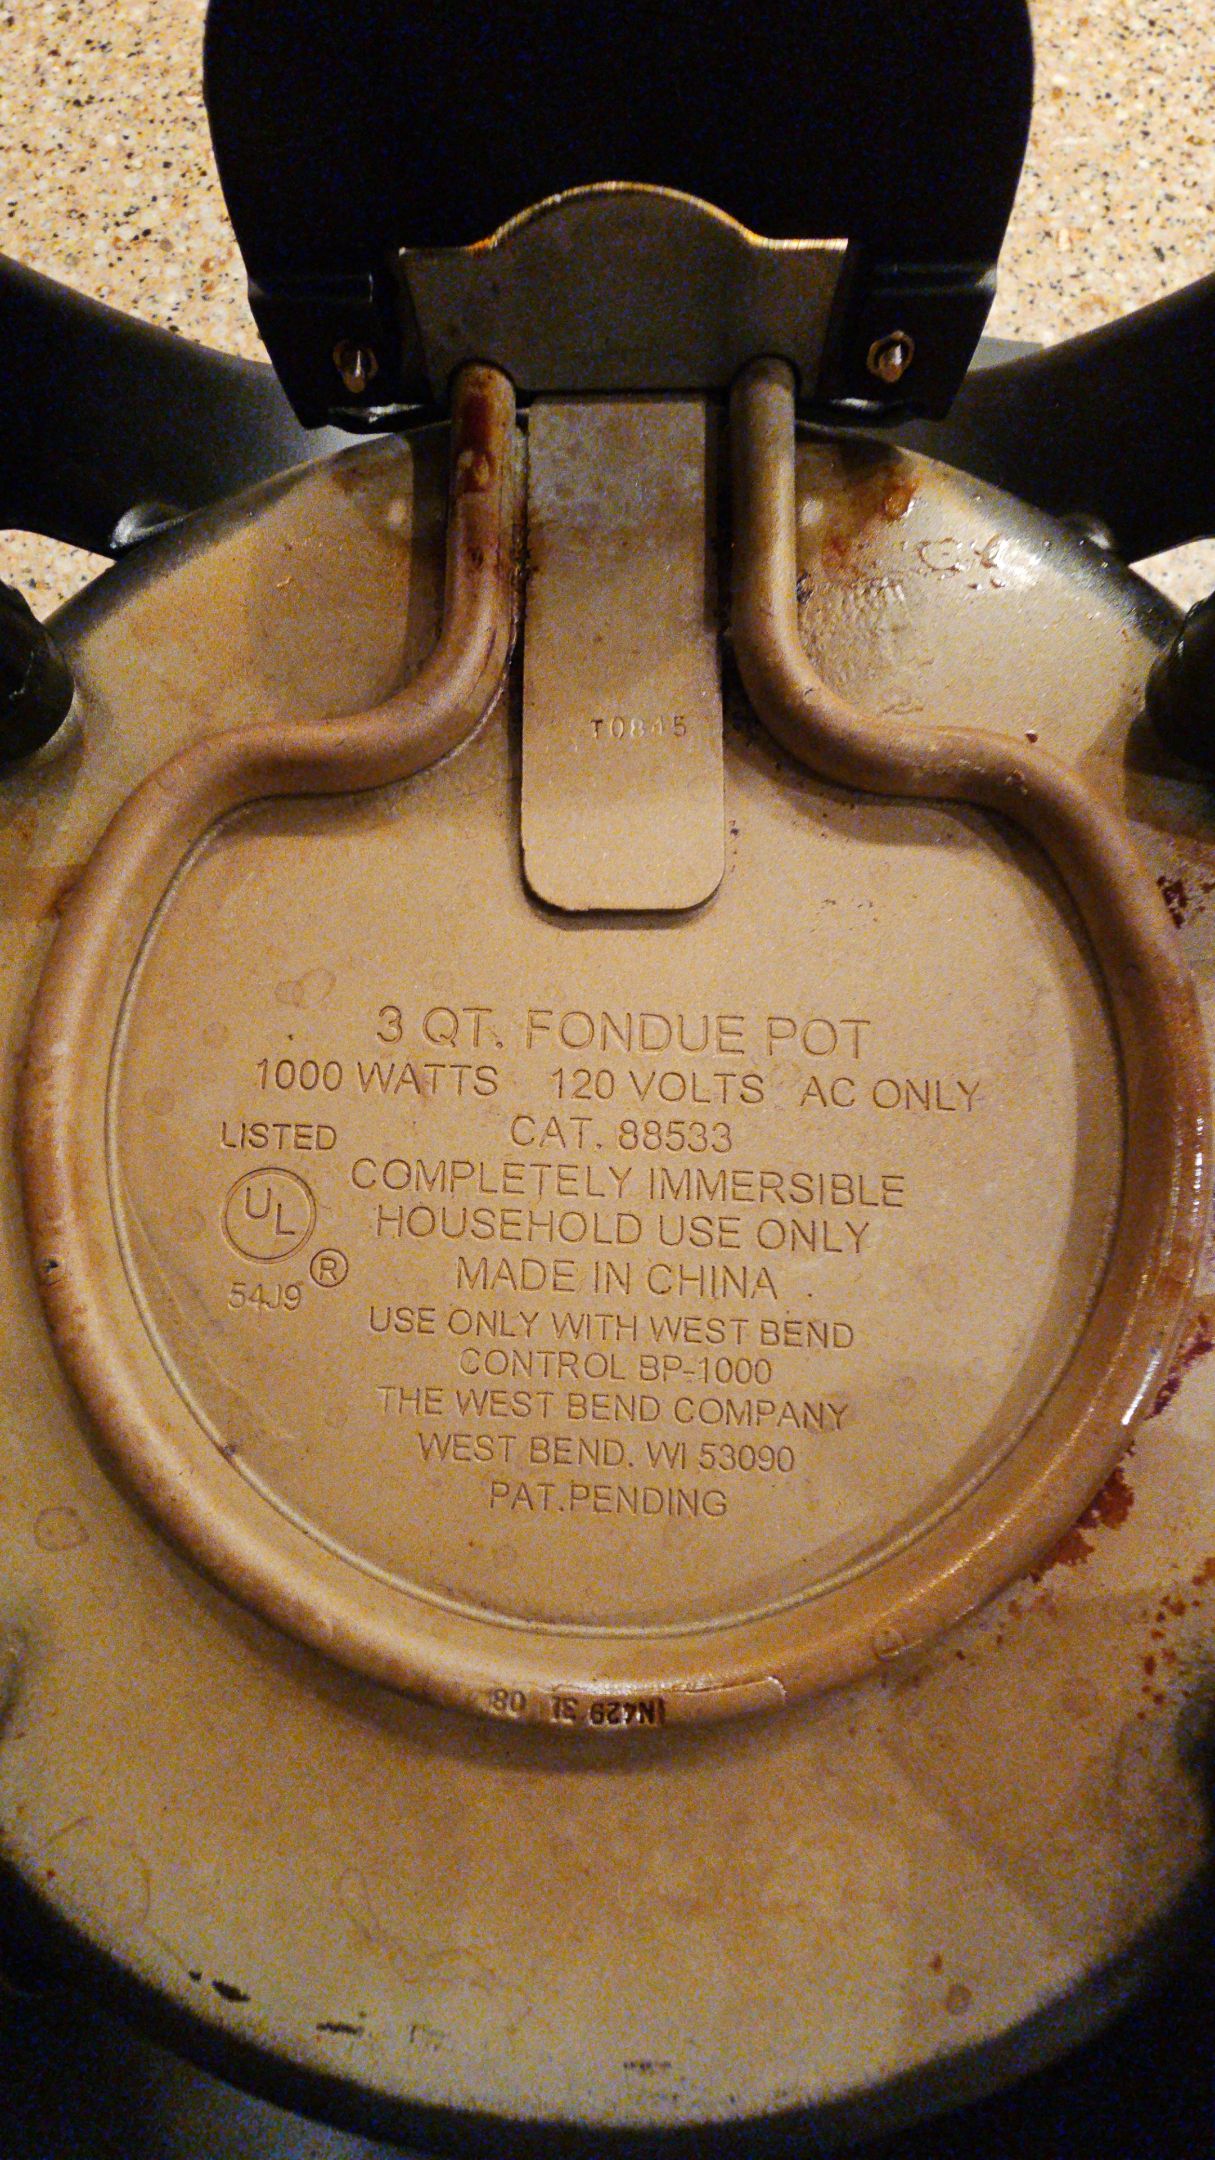 T0845
3 QT. FONDUE POT
1000 WATTS 120 VOLTS AC ONLY
CAT. 88533
LISTED
UL
®
54J9
COMPLETELY IMMERSIBLE
HOUSEHOLD USE ONLY
MADE IN CHINA
USE ONLY WITH WEST BEND
CONTROL BP-1000
THE WEST BEND COMPANY
WEST BEND. WI 53090
PAT.PENDING